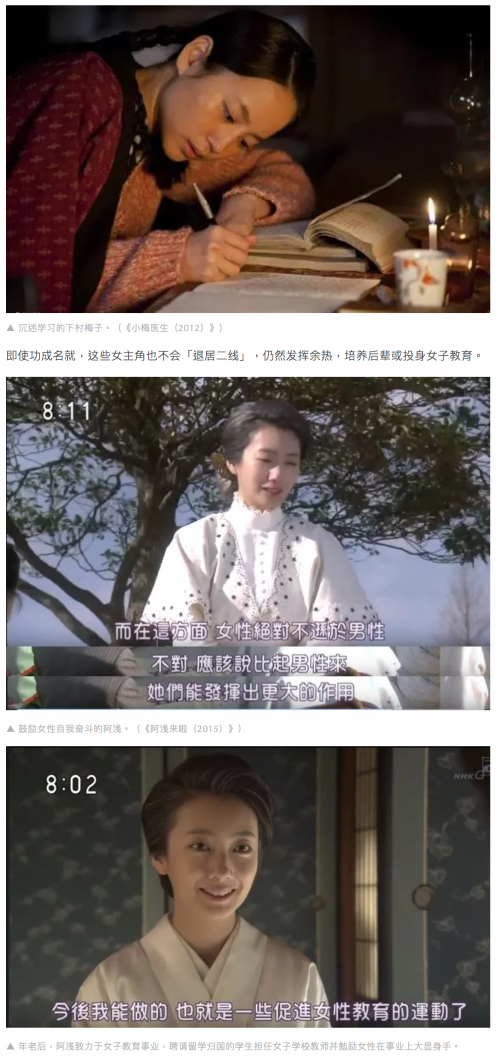 ▲ 沉迷学习的下村梅子。(《小梅医生（2012）》)
即使功成名就，这些女主角也不会「退居二线」，仍然发挥余热，培养后辈或投身女子教育。
8:11
而在這方面 女性絕對不遜於男性
不對 應該說比起男性來
她們能發揮出更大的作用
▲ 鼓励女性自我奋斗的阿浅。(《阿浅来啦（2015）》)
8:02
NHK G
今後我能做的 也就是一些促進女性教育的運動了
▲ 年老后，阿浅致力于女子教育事业，聘请留学归国的学生担任女子学校教师并勉励女性在事业上大显身手。